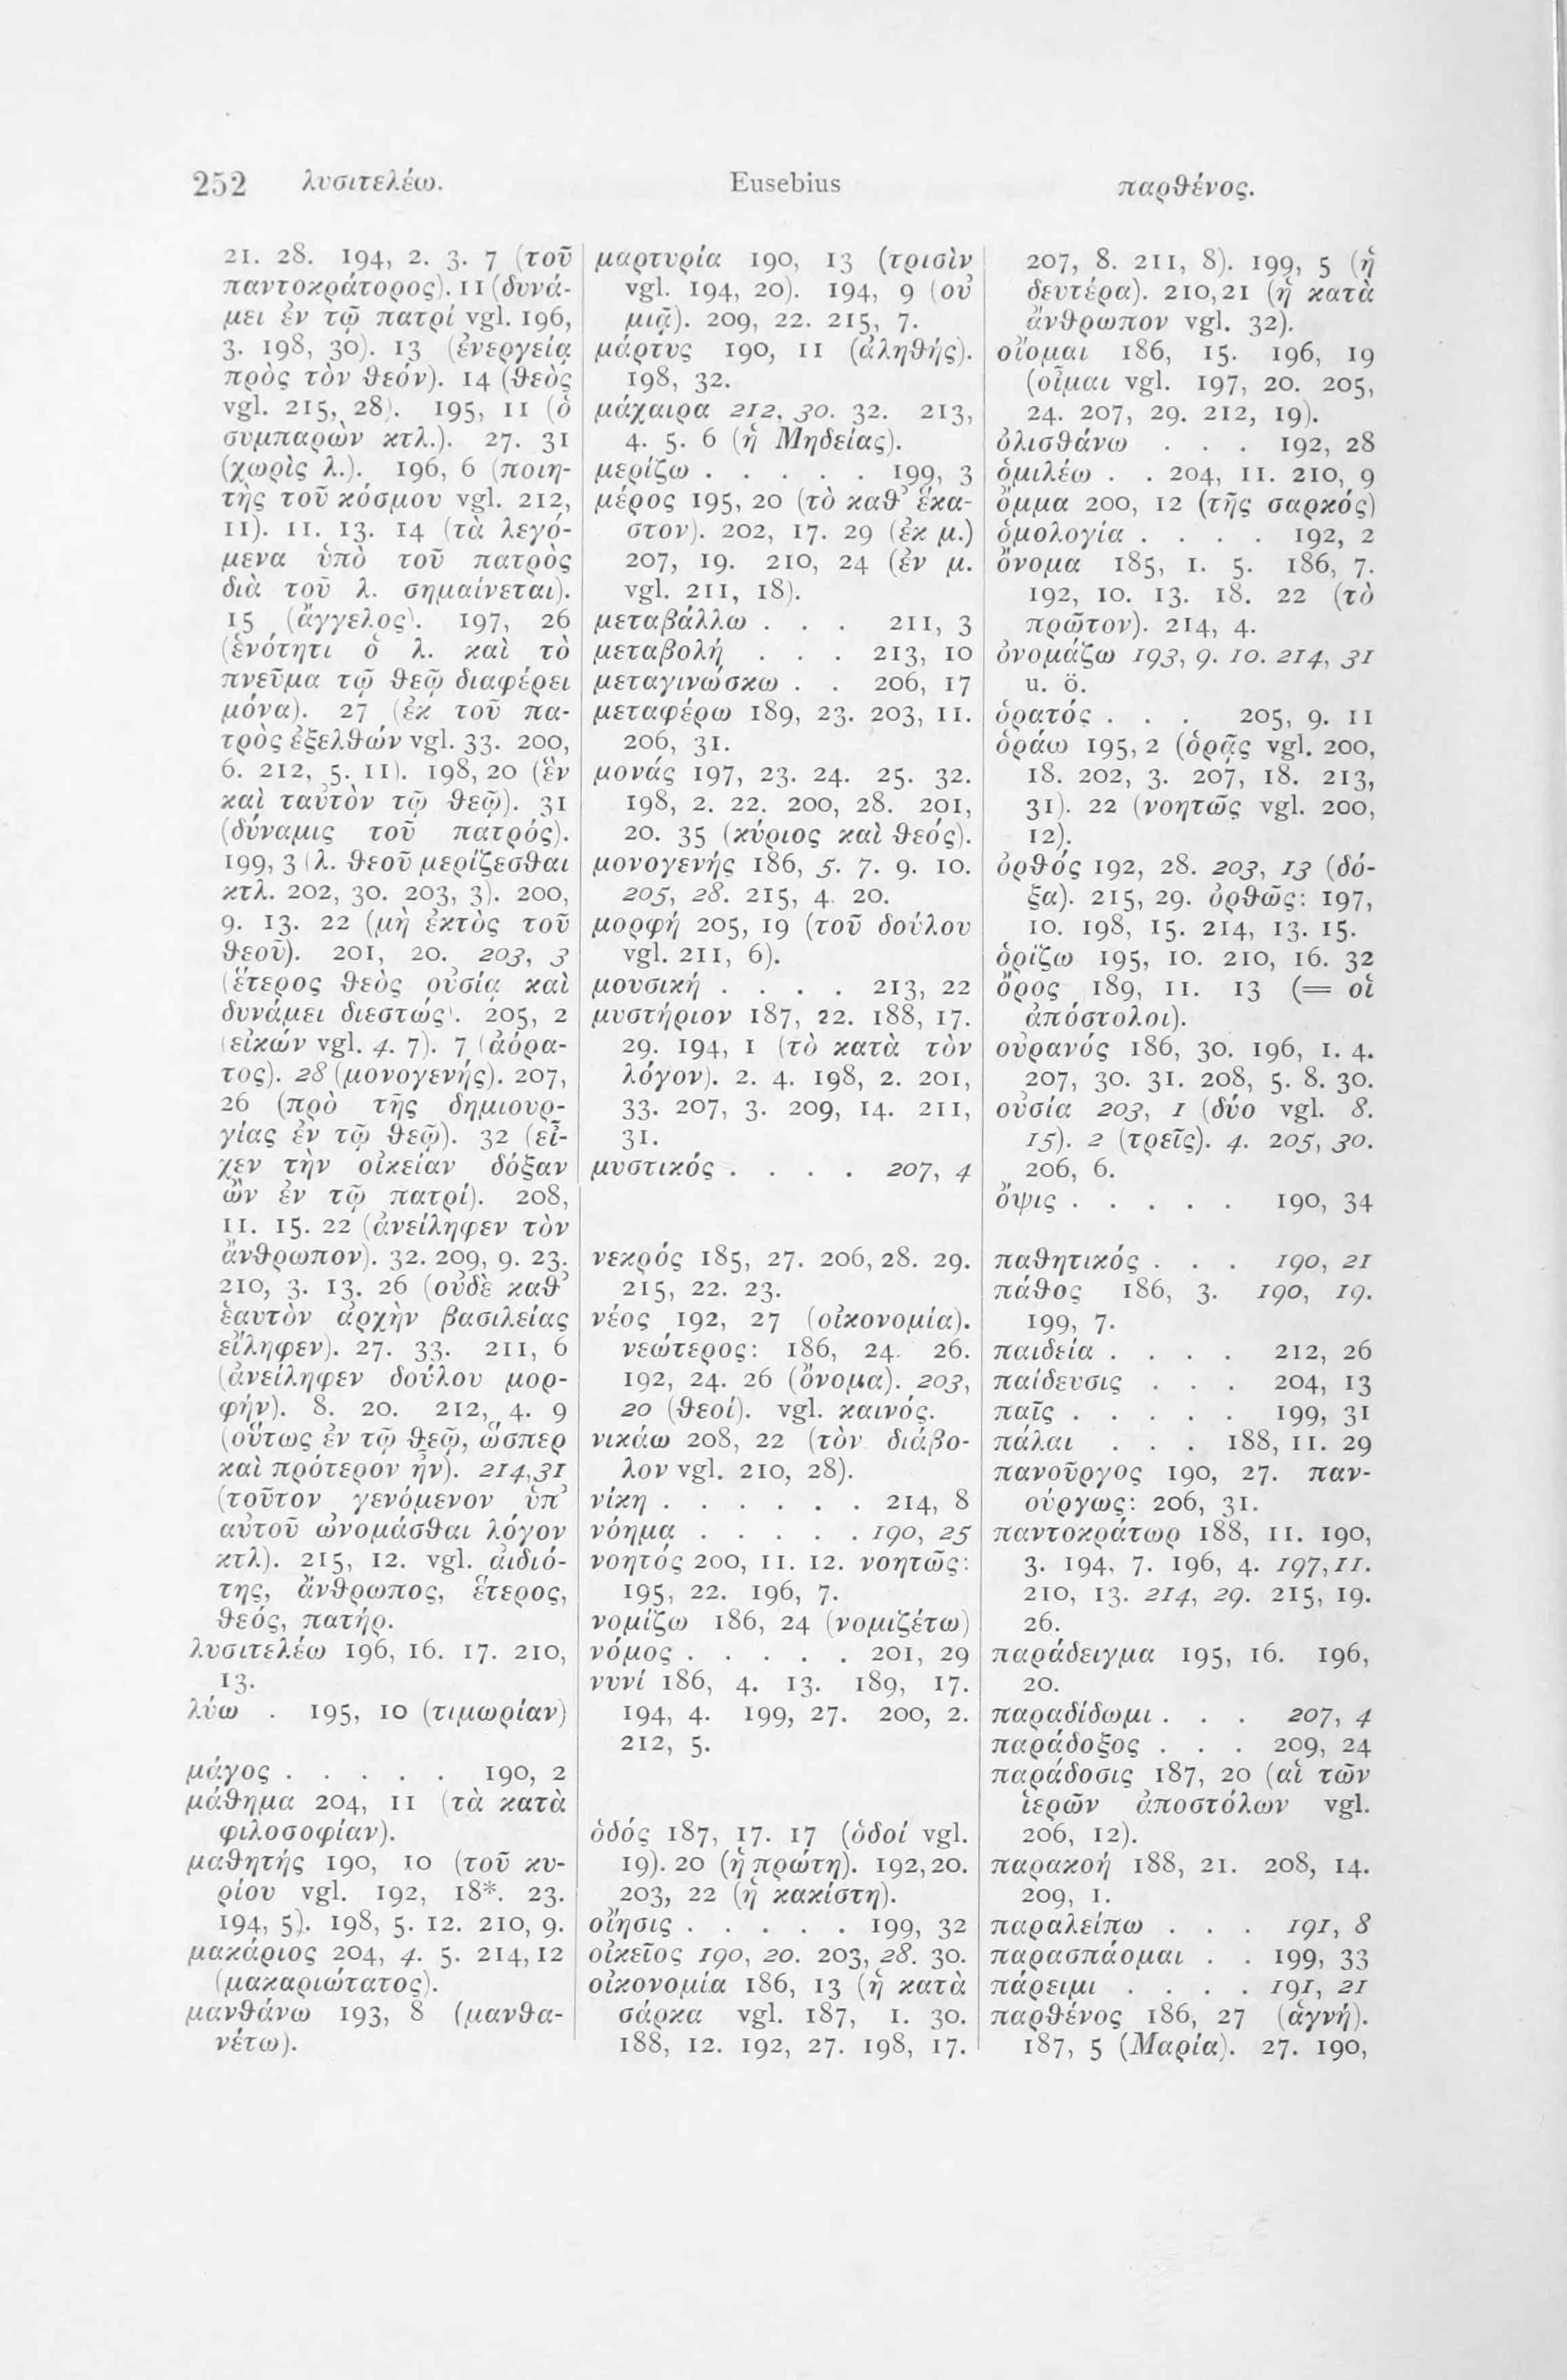 252 λυσιτελέω. Eusebius παρθένος.
21. 28. 194, 2. 3. 7 (τοῦ
παντοκράτορος). 11 (δυνά-
μει ἐν τῷ πατρί vgl. 196,
3. 198, 30). 13 (ἐνεργείᾳ
πρὸς τὸν θεόν). 14 (θεὸς
vgl. 215, 28). 195, 11 (ὁ
συμπαρὼν κτλ.). 27. 31
(χωρὶς λ.). 196, 6 (ποιη-
τὴς τοῦ κόσμου vgl. 212,
11). 11. 13. 14 (τὰ λεγό-
μενα ὑπὸ τοῦ πατρὸς
διὰ τοῦ λ. σημαίνεται).
15 (ἄγγελος). 197, 26
(ἑνότητι ὁ λ. καὶ τὸ
πνεῦμα τῷ θεῷ διαφέρει
μόνα). 27 (ἐκ τοῦ πα-
τρὸς ἐξελθών vgl. 33. 200,
6. 212, 5. 11). 198, 20 (ἓν
καὶ ταὐτὸν τῷ θεῷ). 31
(δύναμις τοῦ πατρός).
199, 3 (λ. θεοῦ μερίζεσθαι
κτλ. 202, 30. 203, 3). 200,
9. 13. 22 (μὴ ἐκτὸς τοῦ
θεοῦ). 201, 20. 203, 3
(ἕτερος θεὸς οὐσίᾳ καὶ
δυνάμει διεστώς). 205, 2
(εἰκών vgl. 4. 7). 7 (ἀόρα-
τος). 28 (μονογενής). 207,
26 (πρὸ τῆς δημιουρ-
γίας ἐν τῷ θεῷ). 32 (εἶ-
χεν τὴν οἰκείαν δόξαν
ὢν ἐν τῷ πατρί). 208,
11. 15. 22 (ἀνείληφεν τὸν
ἄνθρωπον). 32. 209, 9. 23.
210, 3. 13. 26 (οὐδὲ καθ᾽
ἑαυτὸν ἀρχὴν βασιλείας
εἴληφεν). 27. 33. 211, 6
(ἀνείληφεν δούλου μορ-
φήν). 8. 20. 212, 4. 9
(οὕτως ἐν τῷ θεῷ, ὥσπερ
καὶ πρότερον ἦν). 214, 31
(τοῦτον γενόμενον ὑπ᾽
αὐτοῦ ὠνομάσθαι λόγον
κτλ). 215, 12. vgl. ἀιδιό-
της, ἄνθρωπος, ἕτερος,
θεός, πατήρ.
λυσιτελέω 196, 16. 17. 210,
13.
λύω . 195, 10 (τιμωρίαν)
μάγος . . . . . 190, 2
μάθημα 204, 11 (τὰ κατὰ
φιλοσοφίαν).
μαθητής 190, 10 (τοῦ κυ-
ρίου vgl. 192, 18*. 23.
194, 5). 198, 5. 12. 210, 9.
μακάριος 204, 4. 5. 214, 12
(μακαριώτατος).
μανθάνω 193, 8 (μανθα-
νέτω).
μαρτυρία 190, 13 (τρισὶν
vgl. 194, 20). 194, 9 (οὐ
μιᾷ). 209, 22. 215, 7.
μάρτυς 190, 11 (ἀληθής).
198, 32.
μάχαιρα 212, 30. 32. 213,
4. 5. 6 (ἡ Μηδείας).
μερίζω . . . . . 199, 3
μέρος 195, 20 (τὸ καθ᾽ ἕκα-
στον). 202, 17. 29 (ἐκ μ.)
207, 19. 210, 24 (ἐν μ.
vgl. 211, 18).
μεταβάλλω . . . 211, 3
μεταβολή . . . 213, 10
μεταγινώσκω . . 206, 17
μεταφέρω 189, 23. 203, 11.
206, 31.
μονάς 197, 23. 24. 25. 32.
198, 2. 22. 200, 28. 201,
20. 35 (κύριος καὶ θεός).
μονογενής 186, 5. 7. 9. 10.
205, 28. 215, 4. 20.
μορφή 205, 19 (τοῦ δούλου
vgl. 211, 6).
μουσική . . . . 213, 22
μυστήριον 187, 22. 188, 17.
29. 194, 1 (τὸ κατὰ τὸν
λόγον). 2. 4. 198, 2. 201,
33. 207, 3. 209, 14. 211,
31.
μυστικός . . . . 207, 4
νεκρός 185, 27. 206, 28. 29.
215, 22. 23.
νέος 192, 27 (οἰκονομία).
νεώτερος: 186, 24. 26.
192, 24. 26 (ὄνομα). 203,
20 (θεοί). vgl. καινός.
νικάω 208, 22 (τὸν διάβο-
λον vgl. 210, 28).
νίκη . . . . . . 214, 8
νόημα . . . . . 190, 25
νοητός 200, 11. 12. νοητῶς:
195, 22. 196, 7.
νομίζω 186, 24 (νομιζέτω)
νόμος . . . . . 201, 29
νυνί 186, 4. 13. 189, 17.
194, 4. 199, 27. 200, 2.
212, 5.
ὁδός 187, 17. 17 (ὁδοί vgl.
19). 20 (ἡ πρώτη). 192, 20.
203, 22 (ἡ κακίστη).
οἴησις . . . . . 199, 32
οἰκεῖος 190, 20. 203, 28. 30.
οἰκονομία 186, 13 (ἡ κατὰ
σάρκα vgl. 187, 1. 30.
188, 12. 192, 27. 198, 17.
207, 8. 211, 8). 199, 5 (ἡ
δευτέρα). 210, 21 (ἡ κατὰ
ἄνθρωπον vgl. 32).
οἴομαι 186, 15. 196, 19
(οἶμαι vgl. 197, 20. 205,
24. 207, 29. 212, 19).
ὀλισθάνω . . . 192, 28
ὁμιλέω . . 204, 11. 210, 9
ὄμμα 200, 12 (τῆς σαρκός)
ὁμολογία . . . . 192, 2
ὄνομα 185, 1. 5. 186, 7.
192, 10. 13. 18. 22 (τὸ
πρῶτον). 214, 4.
ὀνομάζω 193, 9. 10. 214, 31
u. ö.
ὁρατός . . . 205, 9. 11
ὁράω 195, 2 (ὁρᾷς vgl. 200,
18. 202, 3. 207, 18. 213,
31). 22 (νοητῶς vgl. 200,
12).
ὀρθός 192, 28. 203, 13 (δό-
ξα). 215, 29. ὀρθῶς: 197,
10. 198, 15. 214, 13. 15.
ὁρίζω 195, 10. 210, 16. 32
ὅρος 189, 11. 13 (= οἱ
ἀπόστολοι).
οὐρανός 186, 30. 196, 1. 4.
207, 30. 31. 208, 5. 8. 30.
οὐσία 203, 1 (δύο vgl. 8.
15). 2 (τρεῖς). 4. 205, 30.
206, 6.
ὄψις . . . . . 190, 34
παθητικός . . . 190, 21
πάθος 186, 3. 190, 19.
199, 7.
παιδεία . . . . 212, 26
παίδευσις . . . 204, 13
παῖς . . . . . 199, 31
πάλαι . . . 188, 11. 29
πανοῦργος 190, 27. παν-
ούργως: 206, 31.
παντοκράτωρ 188, 11. 190,
3. 194, 7. 196, 4. 197, 11.
210, 13. 214, 29. 215, 19.
26.
παράδειγμα 195, 16. 196,
20.
παραδίδωμι . . . 207, 4
παράδοξος . . . 209, 24
παράδοσις 187, 20 (αἱ τῶν
ἱερῶν ἀποστόλων vgl.
206, 12).
παρακοή 188, 21. 208, 14.
209, 1.
παραλείπω . . . 191, 8
παρασπάομαι . . 199, 33
πάρειμι . . . . 191, 21
παρθένος 186, 27 (ἁγνή).
187, 5 (Μαρία). 27. 190,